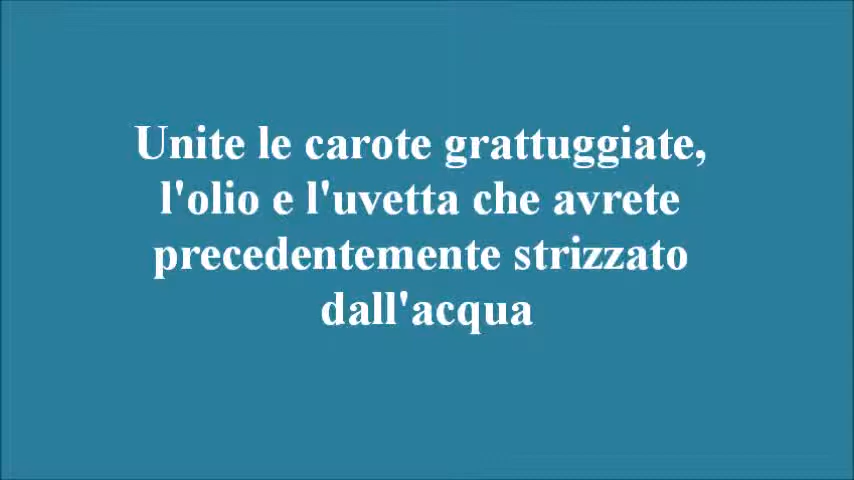 Unite le carote grattuggiate,
l'olio e l'uvetta che avrete
precedentemente strizzato
dall'acqua